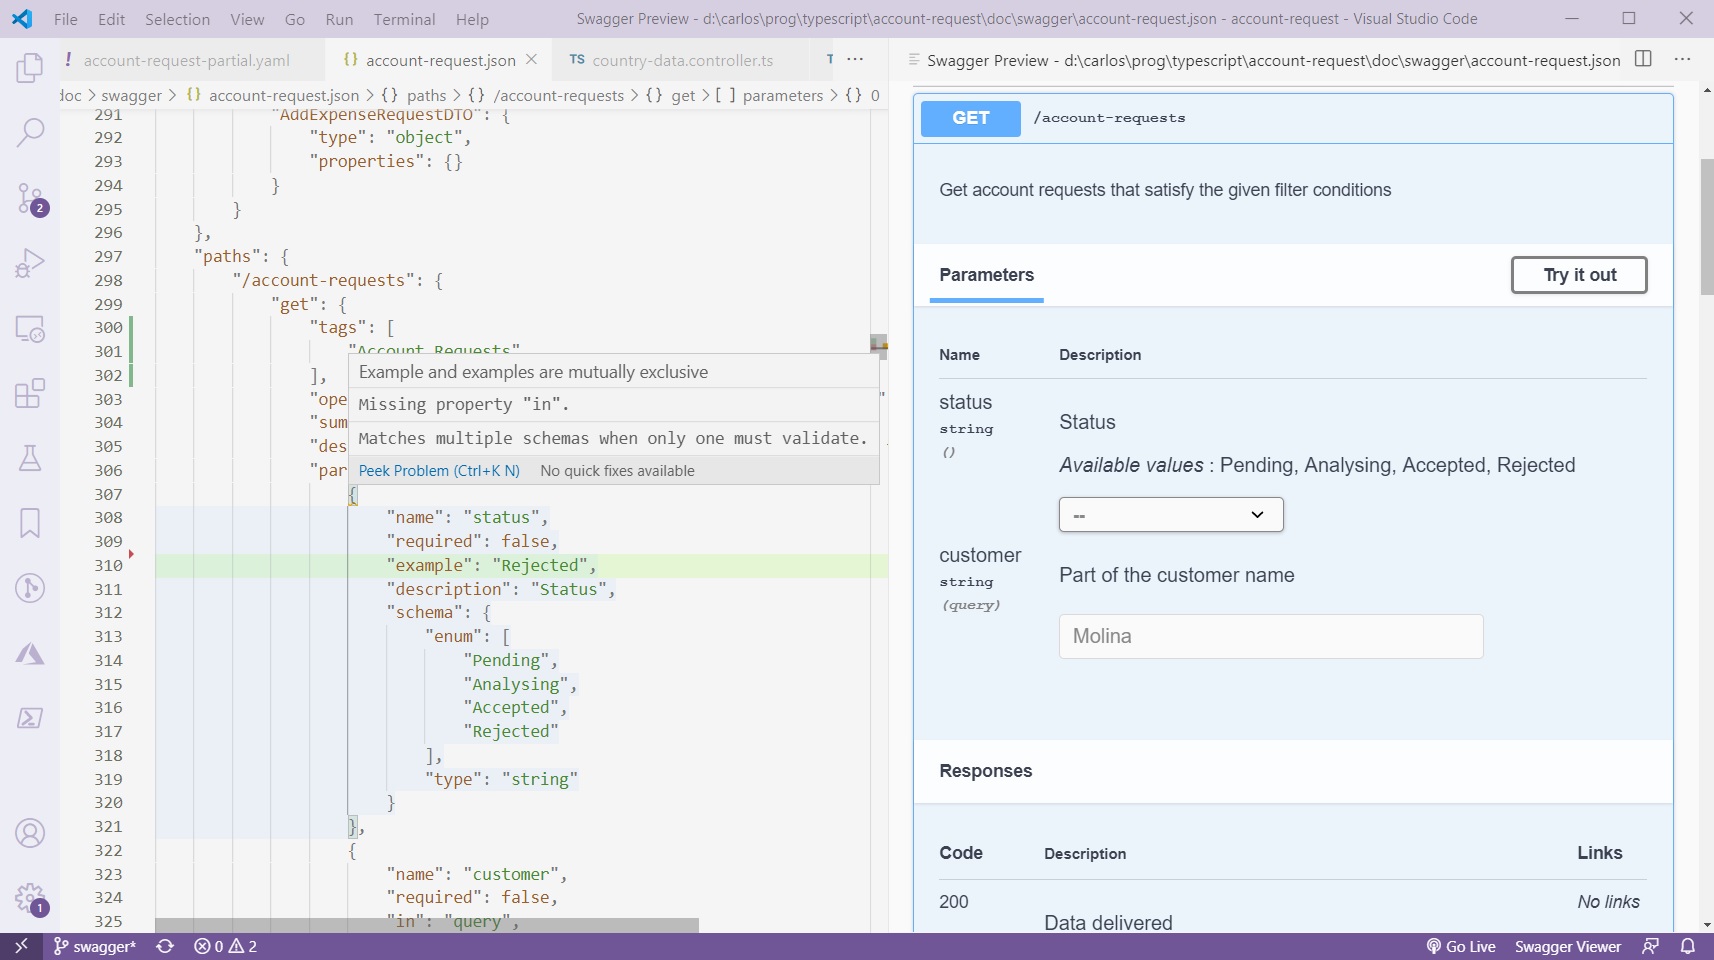 File Edit Selection View Go Run Terminal Help
Swagger Preview - d:\carlos\prog\typescript\account-request\doc\swagger\account-request.json - account-request - Visual Studio Code
! account-request-partial.yaml
{} account-request.json
TS country-data.controller.ts
T ...
doc > swagger > {} account-request.json > {} paths > {} /account-requests > {} get > [ ] parameters > {} 0
291 "AddExpenseRequestDTO": {
292 "type": "object",
293 "properties": {}
294 }
295 }
296 },
297 "paths": {
298 "/account-requests": {
299 "get": {
300 "tags": [
301 "Account Requests"
302 ],
303 "ope
304 "sum
305 "des
306 "par
Example and examples are mutually exclusive
Missing property "in".
Matches multiple schemas when only one must validate.
Peek Problem (Ctrl+K N) No quick fixes available
307 {
308 "name": "status",
309 "required": false,
310 "example": "Rejected",
311 "description": "Status",
312 "schema": {
313 "enum": [
314 "Pending",
315 "Analysing",
316 "Accepted",
317 "Rejected"
318 ],
319 "type": "string"
320 }
321 },
322 {
323 "name": "customer",
324 "required": false,
325 "in": "query",
2
1
Swagger Preview - d:\carlos\prog\typescript\account-request\doc\swagger\account-request.json ...
GET /account-requests
Get account requests that satisfy the given filter conditions
Parameters
Try it out
Name Description
status
string
()
Status
Available values : Pending, Analysing, Accepted, Rejected
--
customer
string
(query)
Part of the customer name
Molina
Responses
Code Description Links
200
Data delivered
No links
swagger* 0 2 Go Live Swagger Viewer